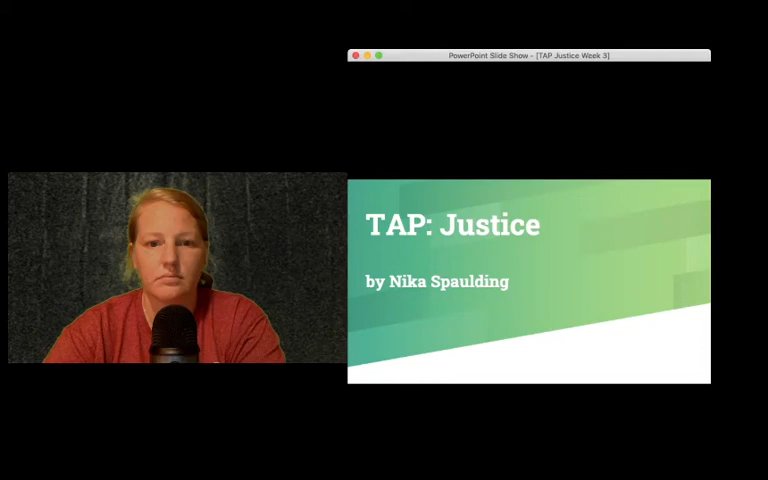 PowerPoint Slide Show - [TAP Justice Week 3]
TAP: Justice
by Nika Spaulding